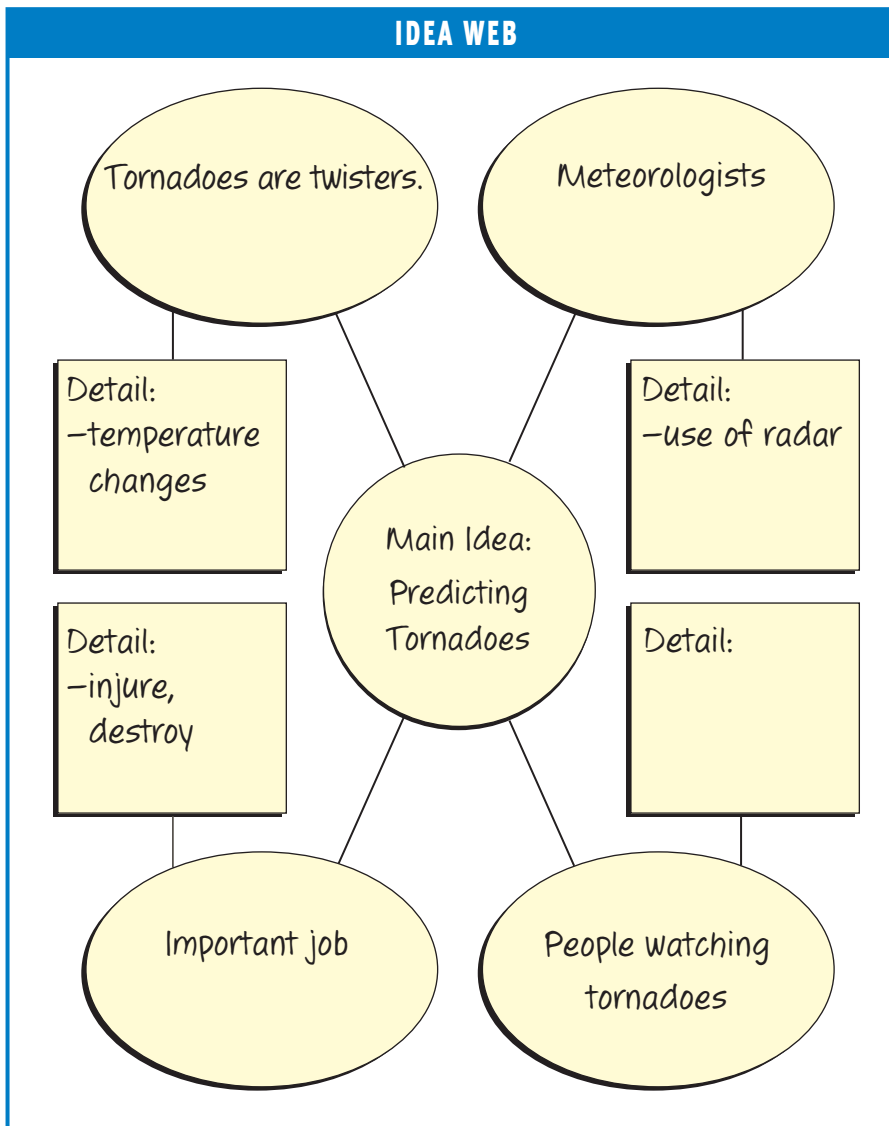 IDEA WEB
Tornadoes are twisters.
Meteorologists
Detail:
–temperature
changes
Detail:
–use of radar
Main Idea:
Predicting
Tornadoes
Detail:
–injure,
destroy
Detail:
Important job
People watching
tornadoes